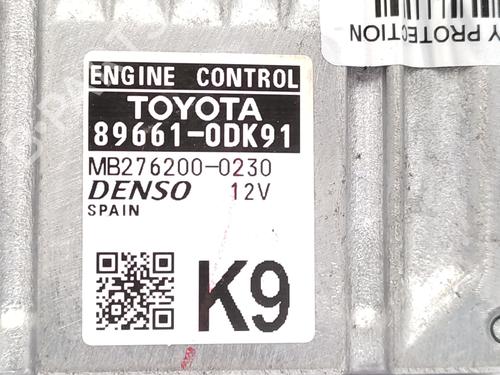 Y PROTECTION
ENGINE CONTROL
TOYOTA
89661-0DK91
MB276200-0230
DENSO 12V
SPAIN
K9